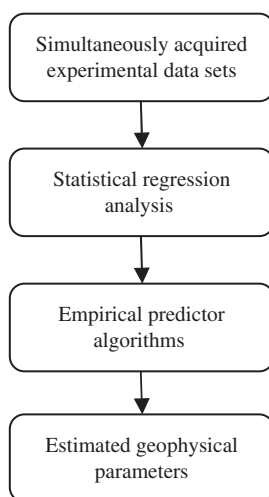 Simultaneously acquired
experimental data sets
Statistical regression
analysis
Empirical predictor
algorithms
Estimated geophysical
parameters